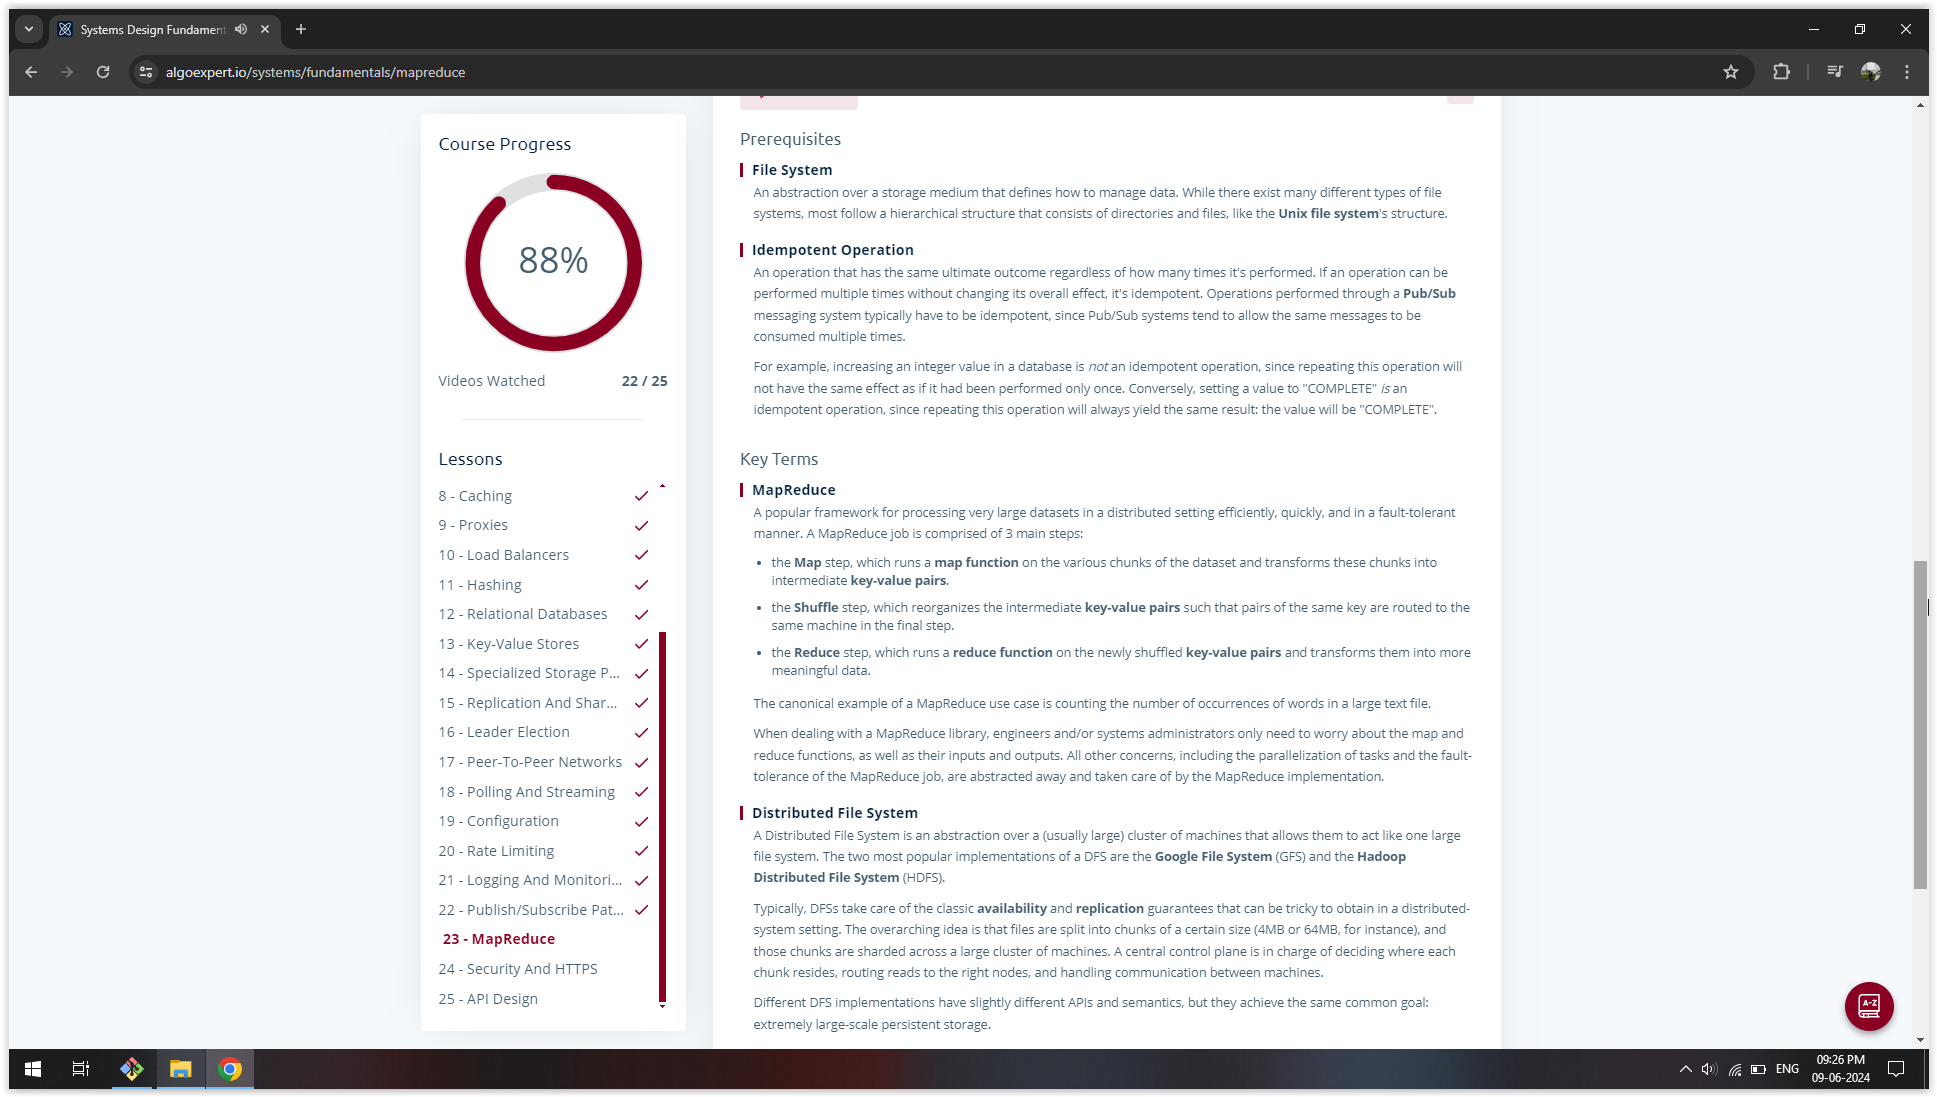 Systems Design Fundament
algoexpert.io/systems/fundamentals/mapreduce
Course Progress
88%
Videos Watched 22 / 25
Lessons
8 - Caching
9 - Proxies
10 - Load Balancers
11 - Hashing
12 - Relational Databases
13 - Key-Value Stores
14 - Specialized Storage P...
15 - Replication And Shar...
16 - Leader Election
17 - Peer-To-Peer Networks
18 - Polling And Streaming
19 - Configuration
20 - Rate Limiting
21 - Logging And Monitori...
22 - Publish/Subscribe Pat...
23 - MapReduce
24 - Security And HTTPS
25 - API Design
Prerequisites
File System
An abstraction over a storage medium that defines how to manage data. While there exist many different types of file
systems, most follow a hierarchical structure that consists of directories and files, like the Unix file system's structure.
Idempotent Operation
An operation that has the same ultimate outcome regardless of how many times it's performed. If an operation can be
performed multiple times without changing its overall effect, it's idempotent. Operations performed through a Pub/Sub
messaging system typically have to be idempotent, since Pub/Sub systems tend to allow the same messages to be
consumed multiple times.
For example, increasing an integer value in a database is not an idempotent operation, since repeating this operation will
not have the same effect as if it had been performed only once. Conversely, setting a value to "COMPLETE" is an
idempotent operation, since repeating this operation will always yield the same result: the value will be "COMPLETE".
Key Terms
MapReduce
A popular framework for processing very large datasets in a distributed setting efficiently, quickly, and in a fault-tolerant
manner. A MapReduce job is comprised of 3 main steps:
• the Map step, which runs a map function on the various chunks of the dataset and transforms these chunks into
intermediate key-value pairs.
• the Shuffle step, which reorganizes the intermediate key-value pairs such that pairs of the same key are routed to the
same machine in the final step.
• the Reduce step, which runs a reduce function on the newly shuffled key-value pairs and transforms them into more
meaningful data.
The canonical example of a MapReduce use case is counting the number of occurrences of words in a large text file.
When dealing with a MapReduce library, engineers and/or systems administrators only need to worry about the map and
reduce functions, as well as their inputs and outputs. All other concerns, including the parallelization of tasks and the fault-
tolerance of the MapReduce job, are abstracted away and taken care of by the MapReduce implementation.
Distributed File System
A Distributed File System is an abstraction over a (usually large) cluster of machines that allows them to act like one large
file system. The two most popular implementations of a DFS are the Google File System (GFS) and the Hadoop
Distributed File System (HDFS).
Typically, DFSs take care of the classic availability and replication guarantees that can be tricky to obtain in a distributed-
system setting. The overarching idea is that files are split into chunks of a certain size (4MB or 64MB, for instance), and
those chunks are sharded across a large cluster of machines. A central control plane is in charge of deciding where each
chunk resides, routing reads to the right nodes, and handling communication between machines.
Different DFS implementations have slightly different APIs and semantics, but they achieve the same common goal:
extremely large-scale persistent storage.
A-Z
ENG
09:26 PM
09-06-2024